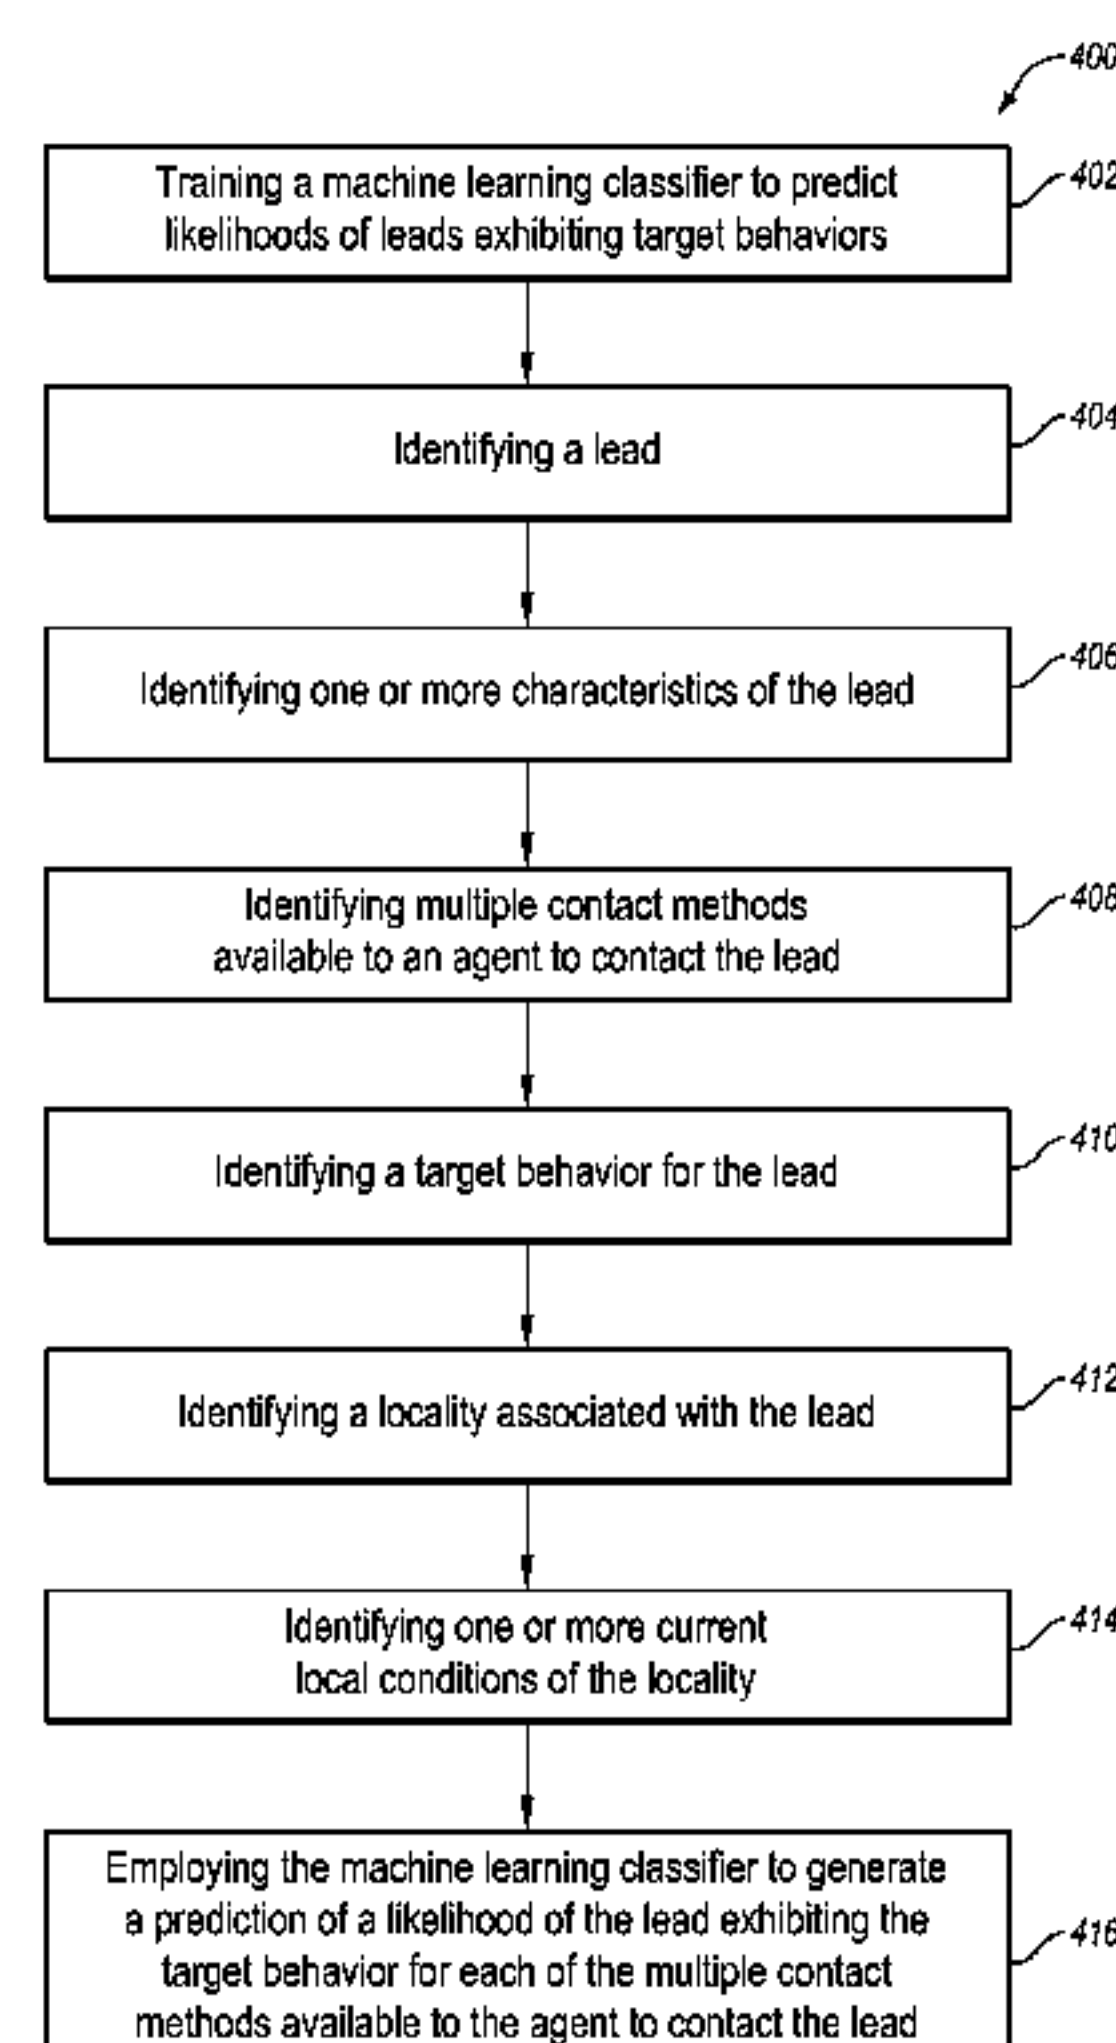 400
Training a machine learning classifier to predict
likelihoods of leads exhibiting target behaviors
402
Identifying a lead
404
Identifying one or more characteristics of the lead
406
Identifying multiple contact methods
available to an agent to contact the lead
408
Identifying a target behavior for the lead
410
Identifying a locality associated with the lead
412
Identifying one or more current
local conditions of the locality
414
Employing the machine learning classifier to generate
a prediction of a likelihood of the lead exhibiting the
target behavior for each of the multiple contact
methods available to the agent to contact the lead
416